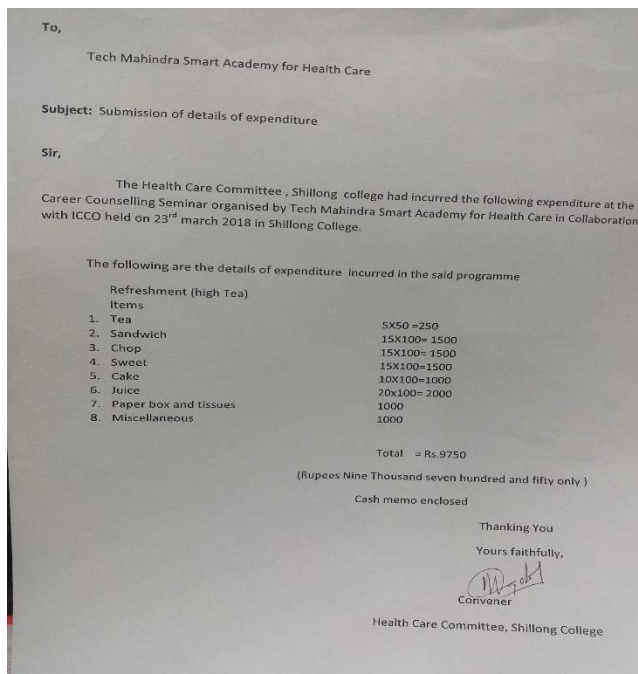 To,
Tech Mahindra Smart Academy for Health Care
Subject: Submission of details of expenditure
Sir,
The Health Care Committee , Shillong college had incurred the following expenditure at the
Career Counselling Seminar organised by Tech Mahindra Smart Academy for Health Care in Collaboration
with ICCO held on 23rd march 2018 in Shillong College.
The following are the details of expenditure incurred in the said programme
Refreshment (high Tea)
Items
1. Tea 5X50 =250
2. Sandwich 15X100= 1500
3. Chop 15X100= 1500
4. Sweet 15X100=1500
5. Cake 10X100=1000
6. Juice 20x100= 2000
7. Paper box and tissues 1000
8. Miscellaneous 1000
Total = Rs.9750
(Rupees Nine Thousand seven hundred and fifty only )
Cash memo enclosed
Thanking You
Yours faithfully,
Convener
Health Care Committee, Shillong College